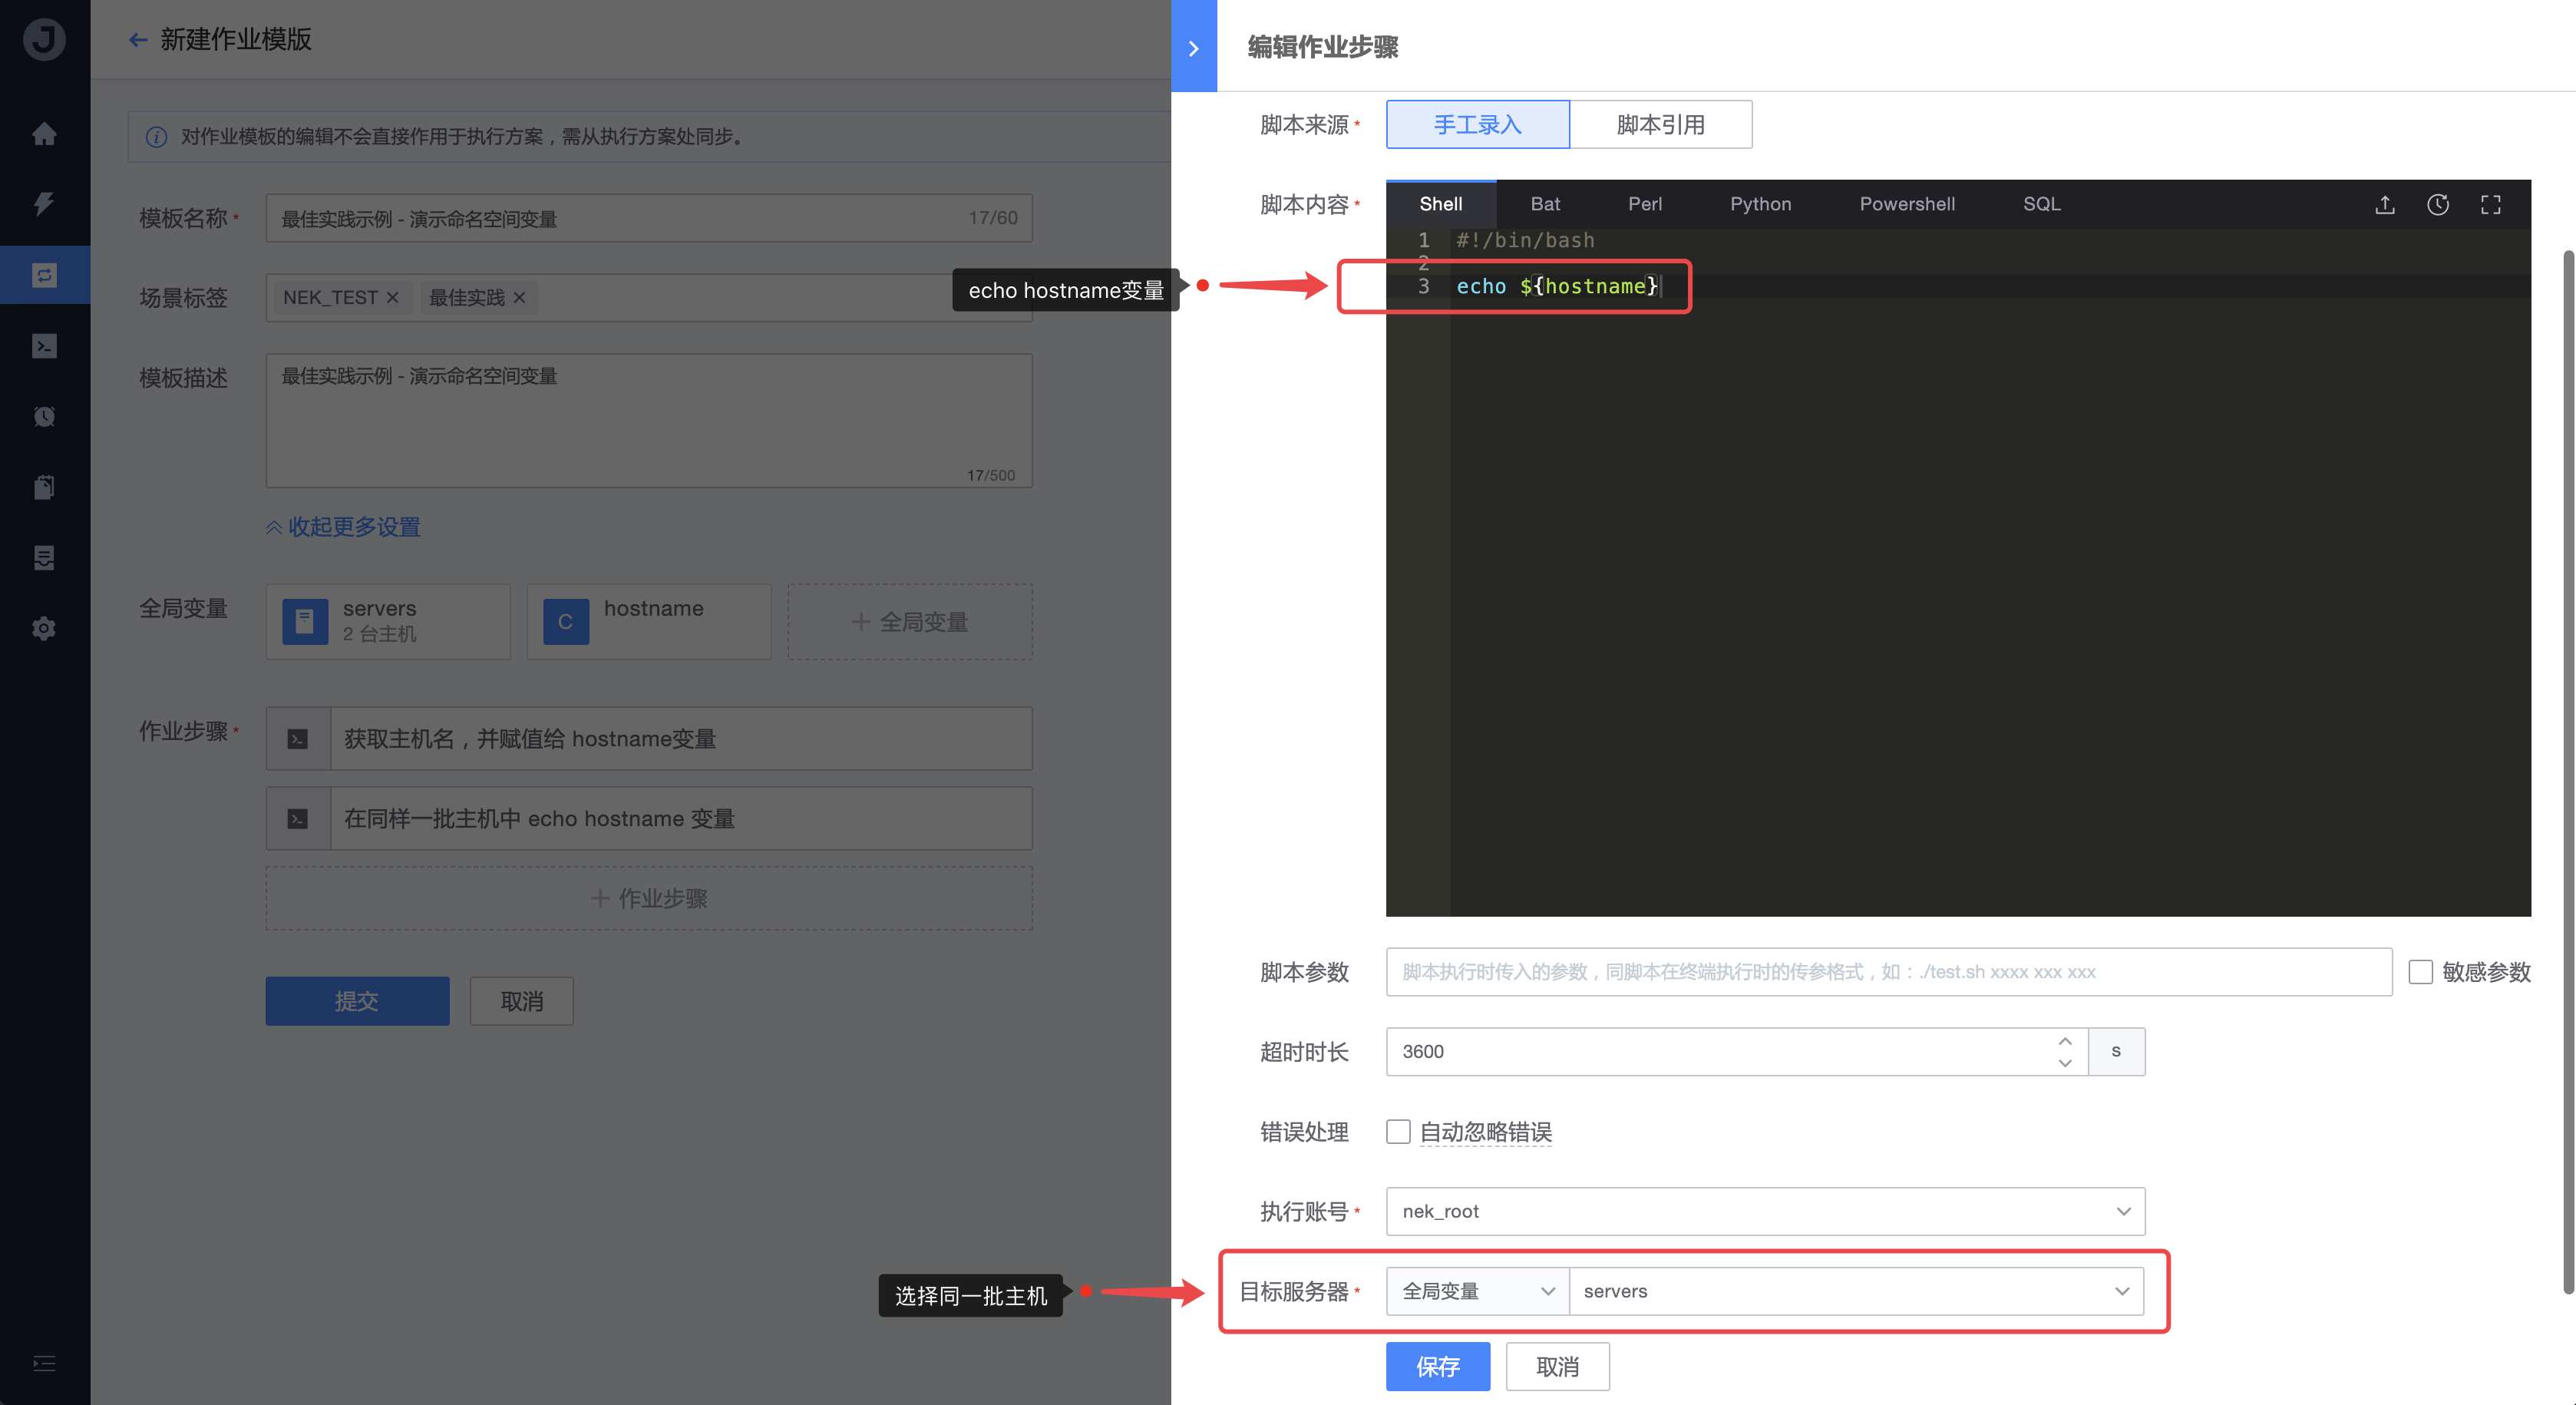 J
新建作业模版
对作业模板的编辑不会直接作用于执行方案，需从执行方案处同步。
模板名称*
最佳实践示例 - 演示命名空间变量
17/60
场景标签
NEK_TEST ×
最佳实践 ×
模板描述
最佳实践示例 - 演示命名空间变量
17/500
收起更多设置
全局变量
servers
2 台主机
C
hostname
+ 全局变量
作业步骤*
获取主机名，并赋值给 hostname变量
在同样一批主机中 echo hostname 变量
+ 作业步骤
提交
取消
编辑作业步骤
脚本来源*
手工录入
脚本引用
脚本内容*
Shell
Bat
Perl
Python
Powershell
SQL
1 #!/bin/bash
2
3 echo ${hostname}
echo hostname变量
脚本参数
脚本执行时传入的参数，同脚本在终端执行时的传参格式，如：./test.sh xxxx xxx xxx
敏感参数
超时时长
3600
s
错误处理
自动忽略错误
执行账号*
nek_root
选择同一批主机
目标服务器*
全局变量
servers
保存
取消